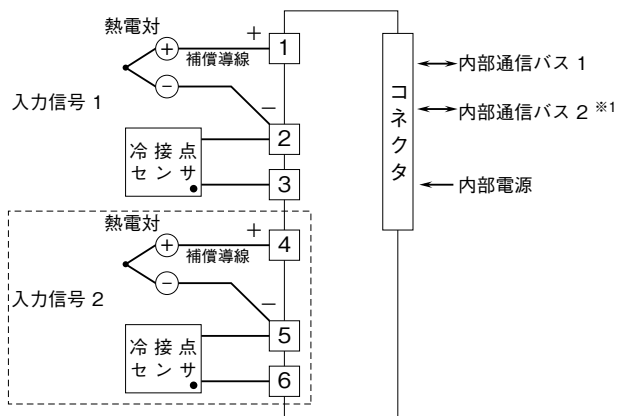 熱電対
+
補償導線
+
1
入力信号 1
−
−
2
冷 接 点
セ ン サ
3
コネクタ
内部通信バス 1
内部通信バス 2 ※1
内部電源
熱電対
+
補償導線
+
4
入力信号 2
−
−
5
冷 接 点
セ ン サ
6